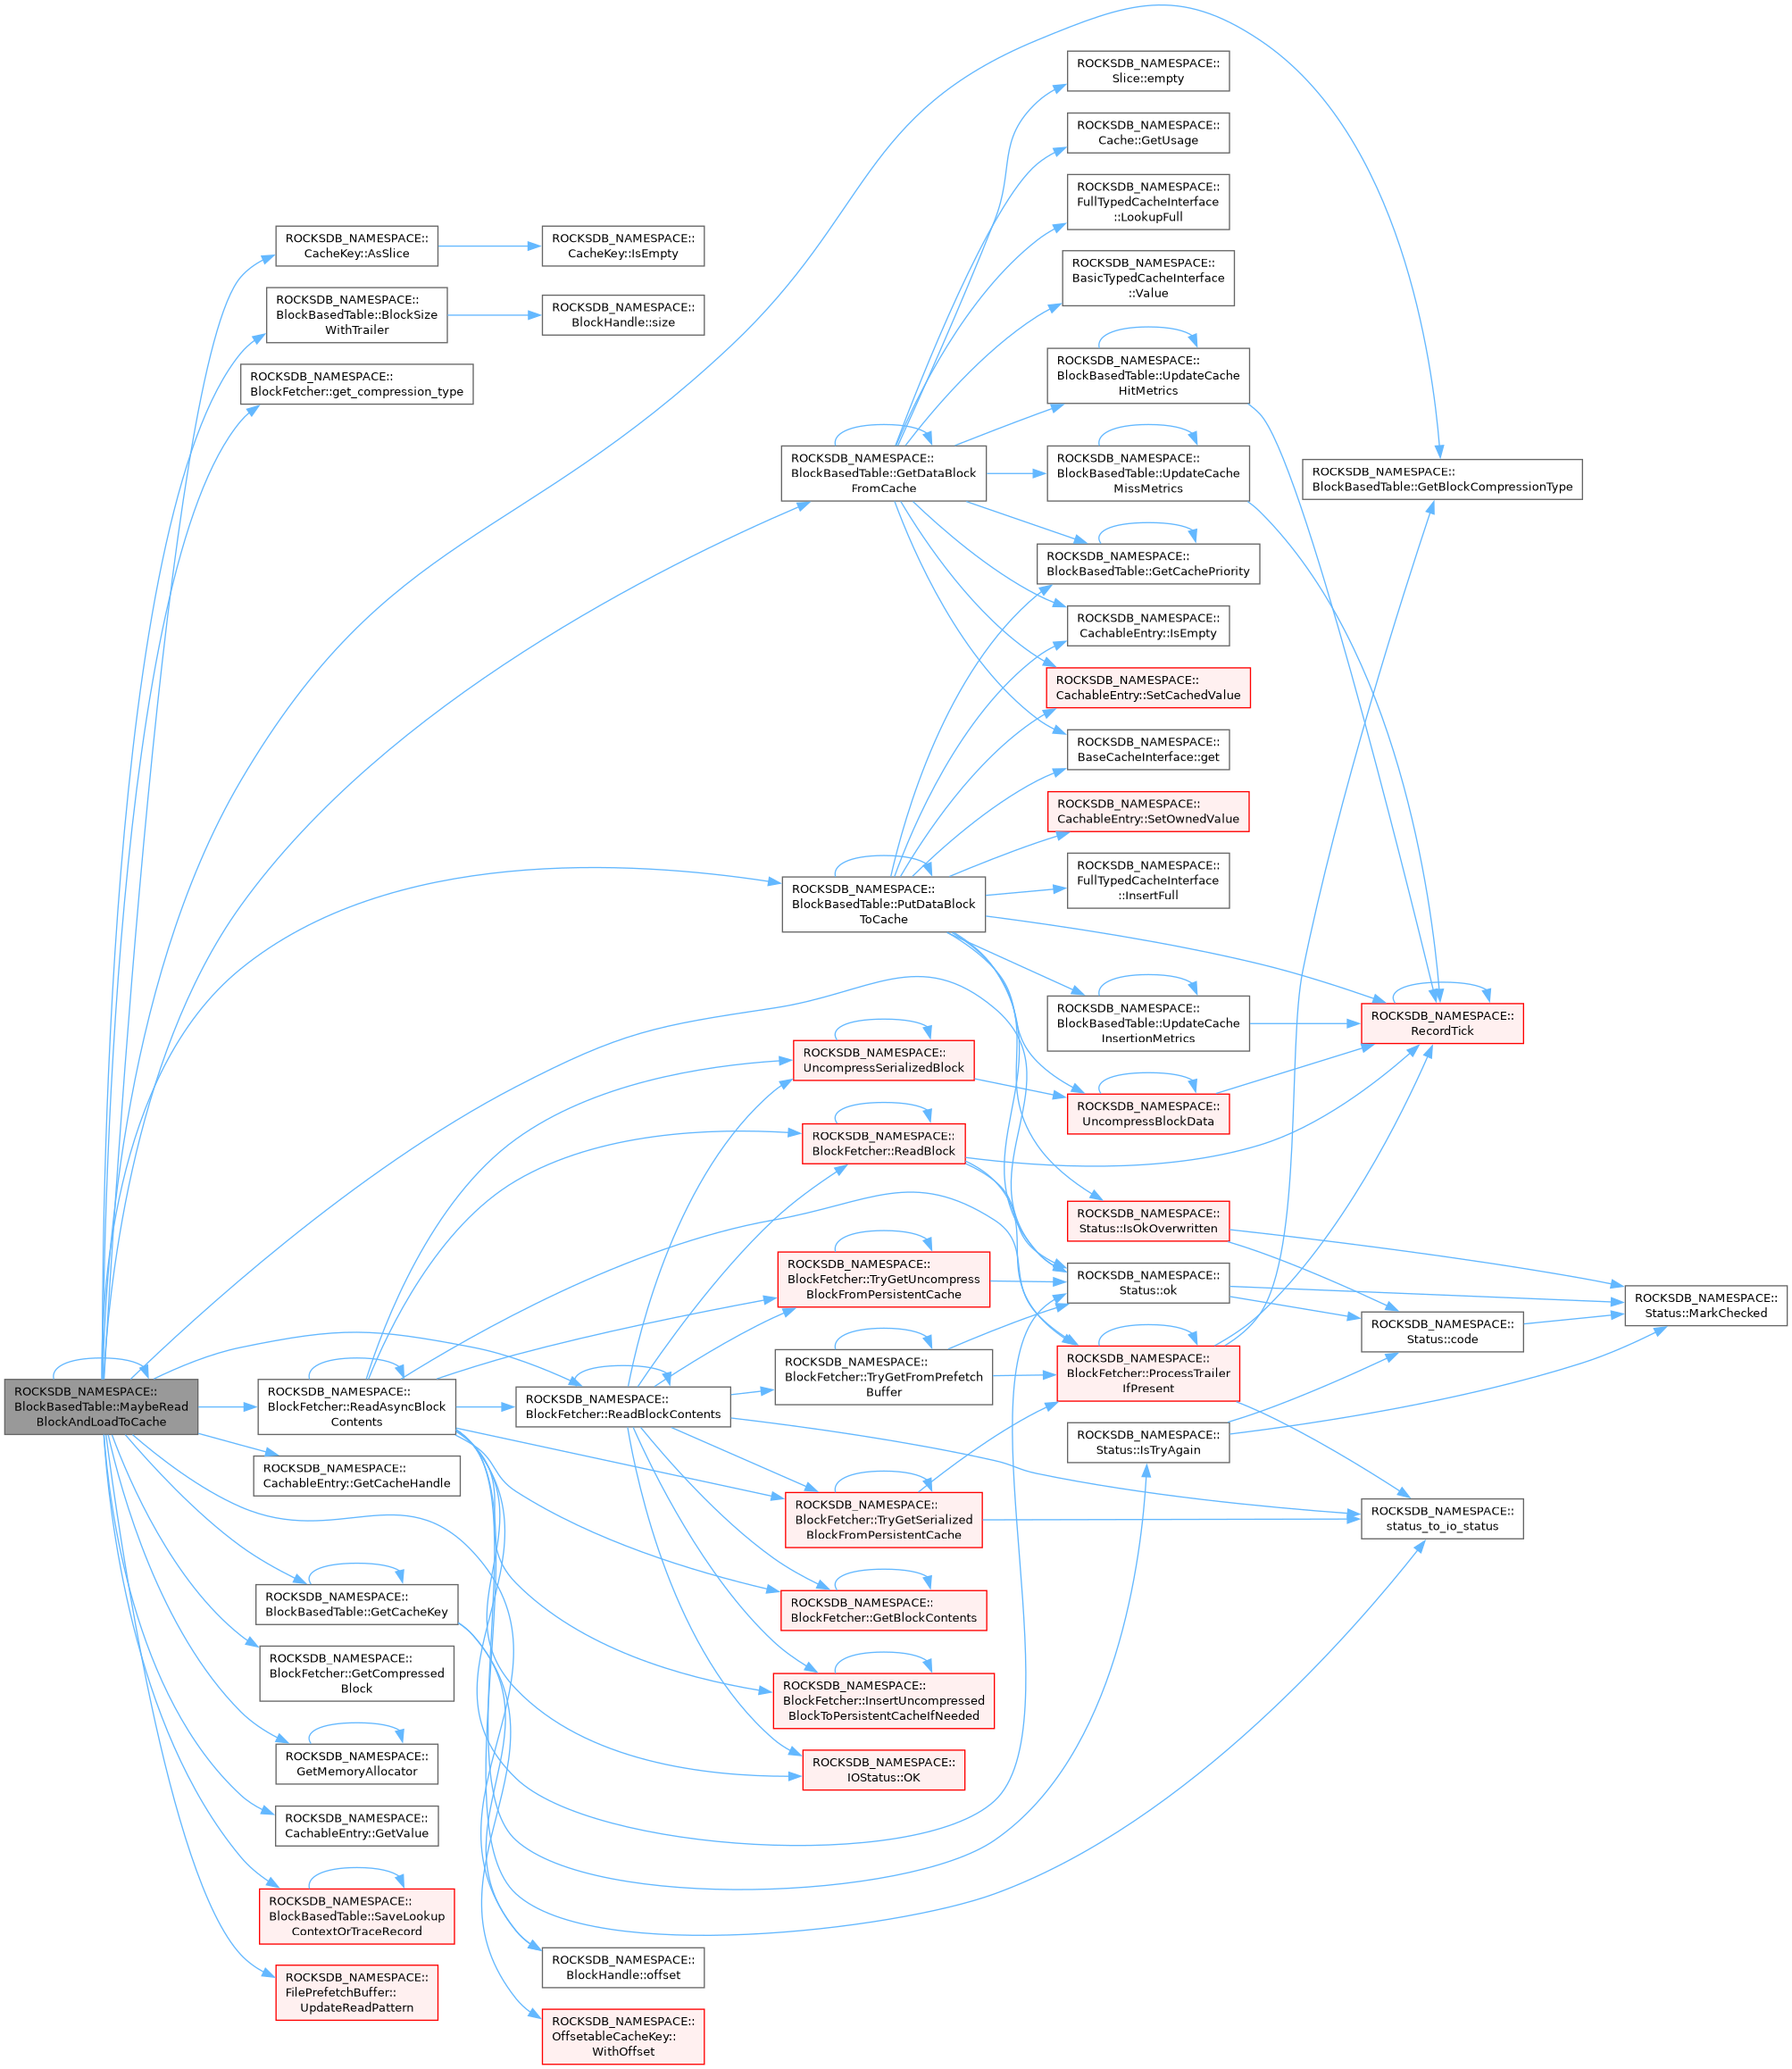 ROCKSDB_NAMESPACE::
Slice::empty
ROCKSDB_NAMESPACE::
Cache::GetUsage
ROCKSDB_NAMESPACE::
FullTypedCacheInterface
::LookupFull
ROCKSDB_NAMESPACE::
CacheKey::AsSlice
ROCKSDB_NAMESPACE::
CacheKey::IsEmpty
ROCKSDB_NAMESPACE::
BasicTypedCacheInterface
::Value
ROCKSDB_NAMESPACE::
BlockBasedTable::BlockSize
WithTrailer
ROCKSDB_NAMESPACE::
BlockHandle::size
ROCKSDB_NAMESPACE::
BlockBasedTable::UpdateCache
HitMetrics
ROCKSDB_NAMESPACE::
BlockFetcher::get_compression_type
ROCKSDB_NAMESPACE::
BlockBasedTable::GetDataBlock
FromCache
ROCKSDB_NAMESPACE::
BlockBasedTable::UpdateCache
MissMetrics
ROCKSDB_NAMESPACE::
BlockBasedTable::GetBlockCompressionType
ROCKSDB_NAMESPACE::
BlockBasedTable::GetCachePriority
ROCKSDB_NAMESPACE::
CachableEntry::IsEmpty
ROCKSDB_NAMESPACE::
CachableEntry::SetCachedValue
ROCKSDB_NAMESPACE::
BaseCacheInterface::get
ROCKSDB_NAMESPACE::
CachableEntry::SetOwnedValue
ROCKSDB_NAMESPACE::
FullTypedCacheInterface
::InsertFull
ROCKSDB_NAMESPACE::
BlockBasedTable::PutDataBlock
ToCache
ROCKSDB_NAMESPACE::
BlockBasedTable::UpdateCache
InsertionMetrics
ROCKSDB_NAMESPACE::
RecordTick
ROCKSDB_NAMESPACE::
UncompressSerializedBlock
ROCKSDB_NAMESPACE::
UncompressBlockData
ROCKSDB_NAMESPACE::
BlockFetcher::ReadBlock
ROCKSDB_NAMESPACE::
Status::IsOkOverwritten
ROCKSDB_NAMESPACE::
BlockFetcher::TryGetUncompress
BlockFromPersistentCache
ROCKSDB_NAMESPACE::
Status::ok
ROCKSDB_NAMESPACE::
Status::MarkChecked
ROCKSDB_NAMESPACE::
Status::code
ROCKSDB_NAMESPACE::
BlockFetcher::TryGetFromPrefetch
Buffer
ROCKSDB_NAMESPACE::
BlockFetcher::ProcessTrailer
IfPresent
ROCKSDB_NAMESPACE::
BlockBasedTable::MaybeRead
BlockAndLoadToCache
ROCKSDB_NAMESPACE::
BlockFetcher::ReadAsyncBlock
Contents
ROCKSDB_NAMESPACE::
BlockFetcher::ReadBlockContents
ROCKSDB_NAMESPACE::
Status::IsTryAgain
ROCKSDB_NAMESPACE::
CachableEntry::GetCacheHandle
ROCKSDB_NAMESPACE::
BlockFetcher::TryGetSerialized
BlockFromPersistentCache
ROCKSDB_NAMESPACE::
status_to_io_status
ROCKSDB_NAMESPACE::
BlockBasedTable::GetCacheKey
ROCKSDB_NAMESPACE::
BlockFetcher::GetBlockContents
ROCKSDB_NAMESPACE::
BlockFetcher::GetCompressed
Block
ROCKSDB_NAMESPACE::
BlockFetcher::InsertUncompressed
BlockToPersistentCacheIfNeeded
ROCKSDB_NAMESPACE::
GetMemoryAllocator
ROCKSDB_NAMESPACE::
IOStatus::OK
ROCKSDB_NAMESPACE::
CachableEntry::GetValue
ROCKSDB_NAMESPACE::
BlockBasedTable::SaveLookup
ContextOrTraceRecord
ROCKSDB_NAMESPACE::
BlockHandle::offset
ROCKSDB_NAMESPACE::
FilePrefetchBuffer::
UpdateReadPattern
ROCKSDB_NAMESPACE::
OffsetableCacheKey::
WithOffset